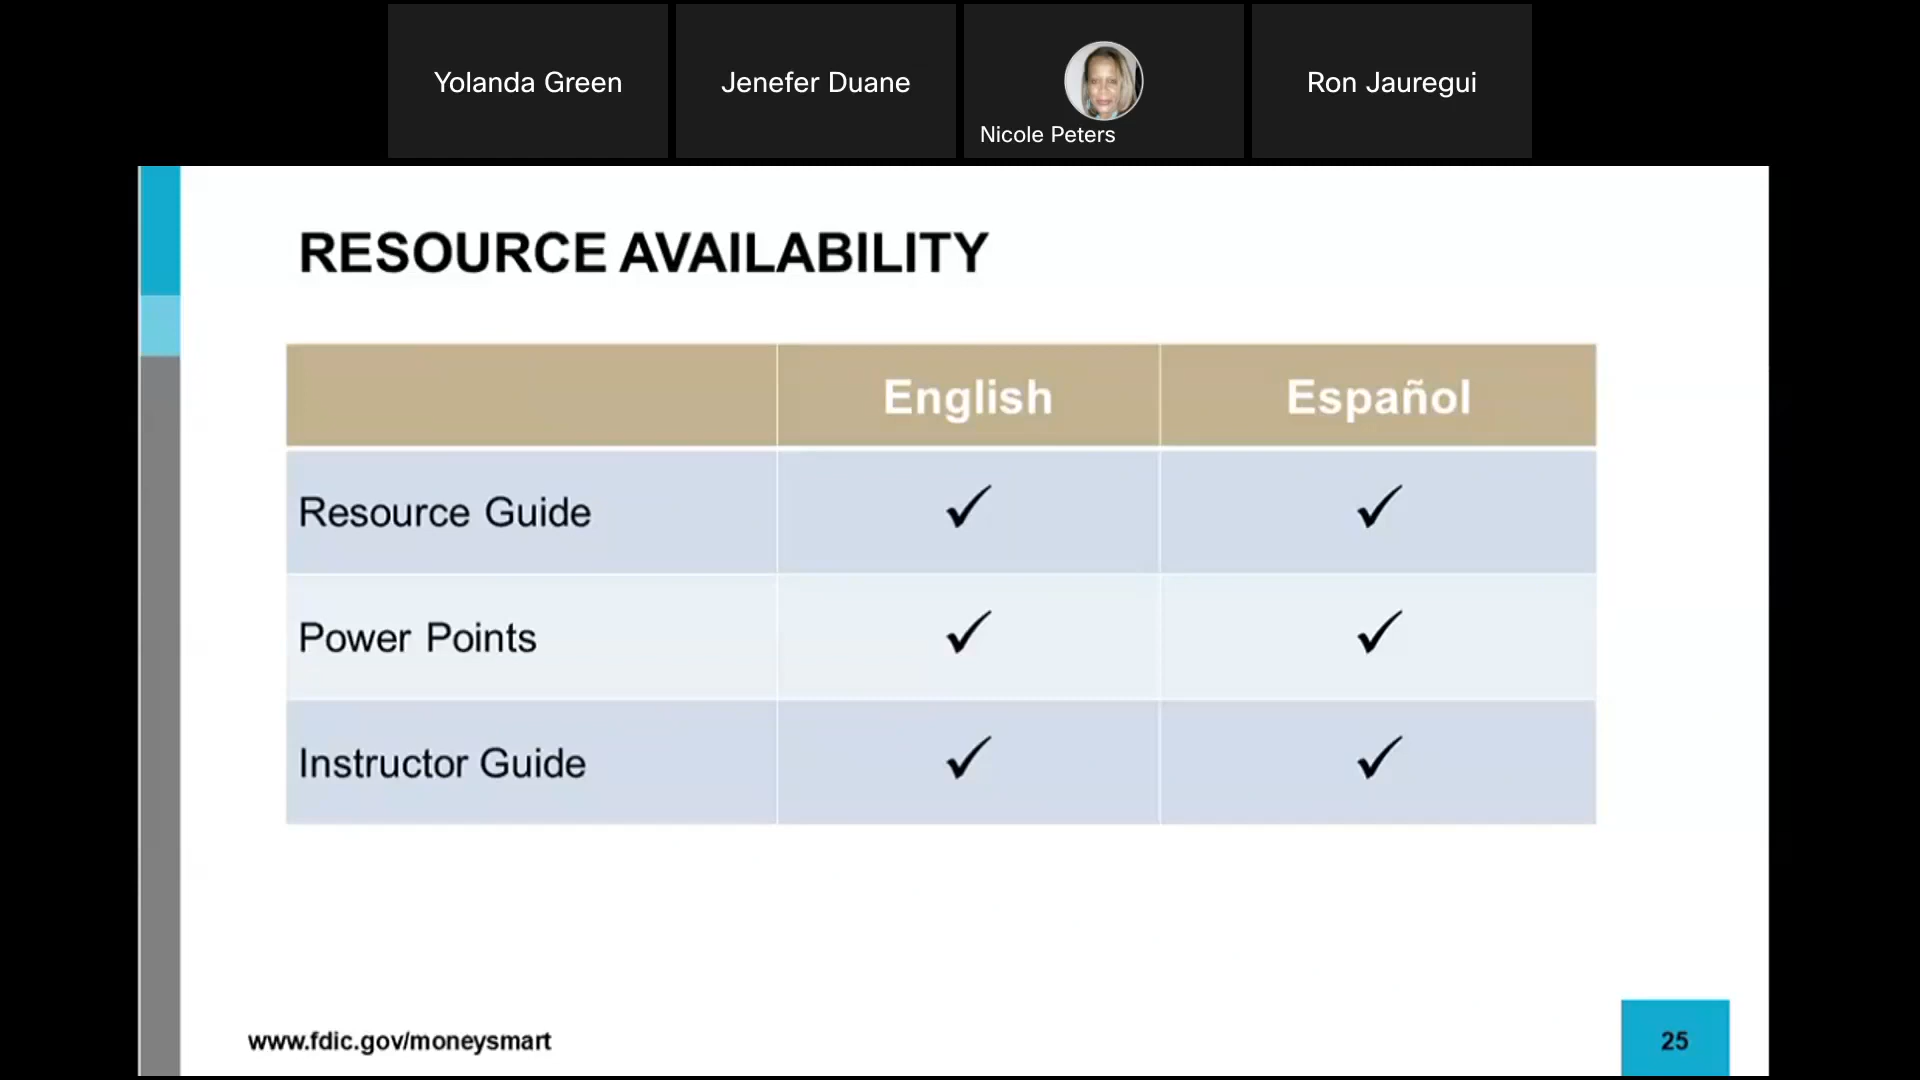 Yolanda Green
Jenefer Duane
Nicole Peters
Ron Jauregui
RESOURCE AVAILABILITY
English Español
Resource Guide ✓ ✓
Power Points ✓ ✓
Instructor Guide ✓ ✓
www.fdic.gov/moneysmart
25